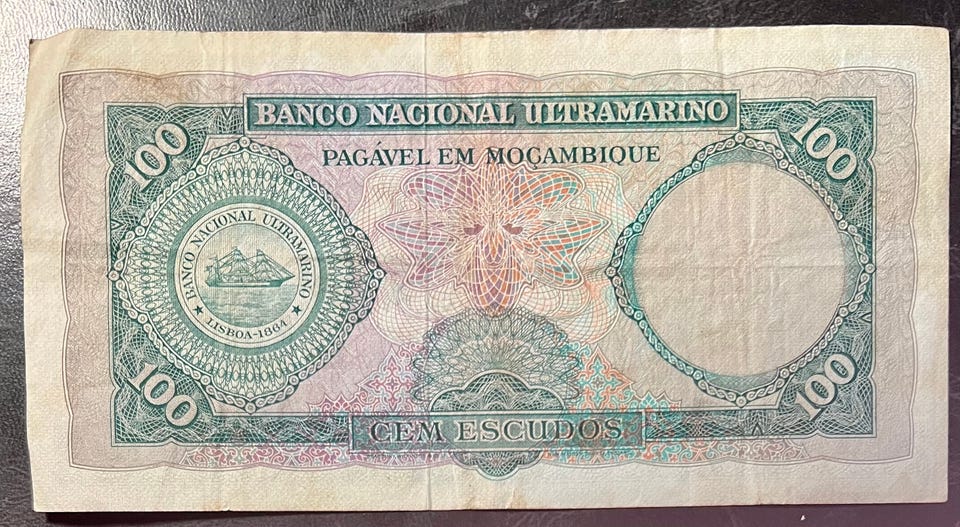 BANCO NACIONAL ULTRAMARINO
PAGÁVEL EM MOÇAMBIQUE
100
100
BANCO NACIONAL ULTRAMARINO
★ LISBOA-1864 ★
100
100
CEM ESCUDOS